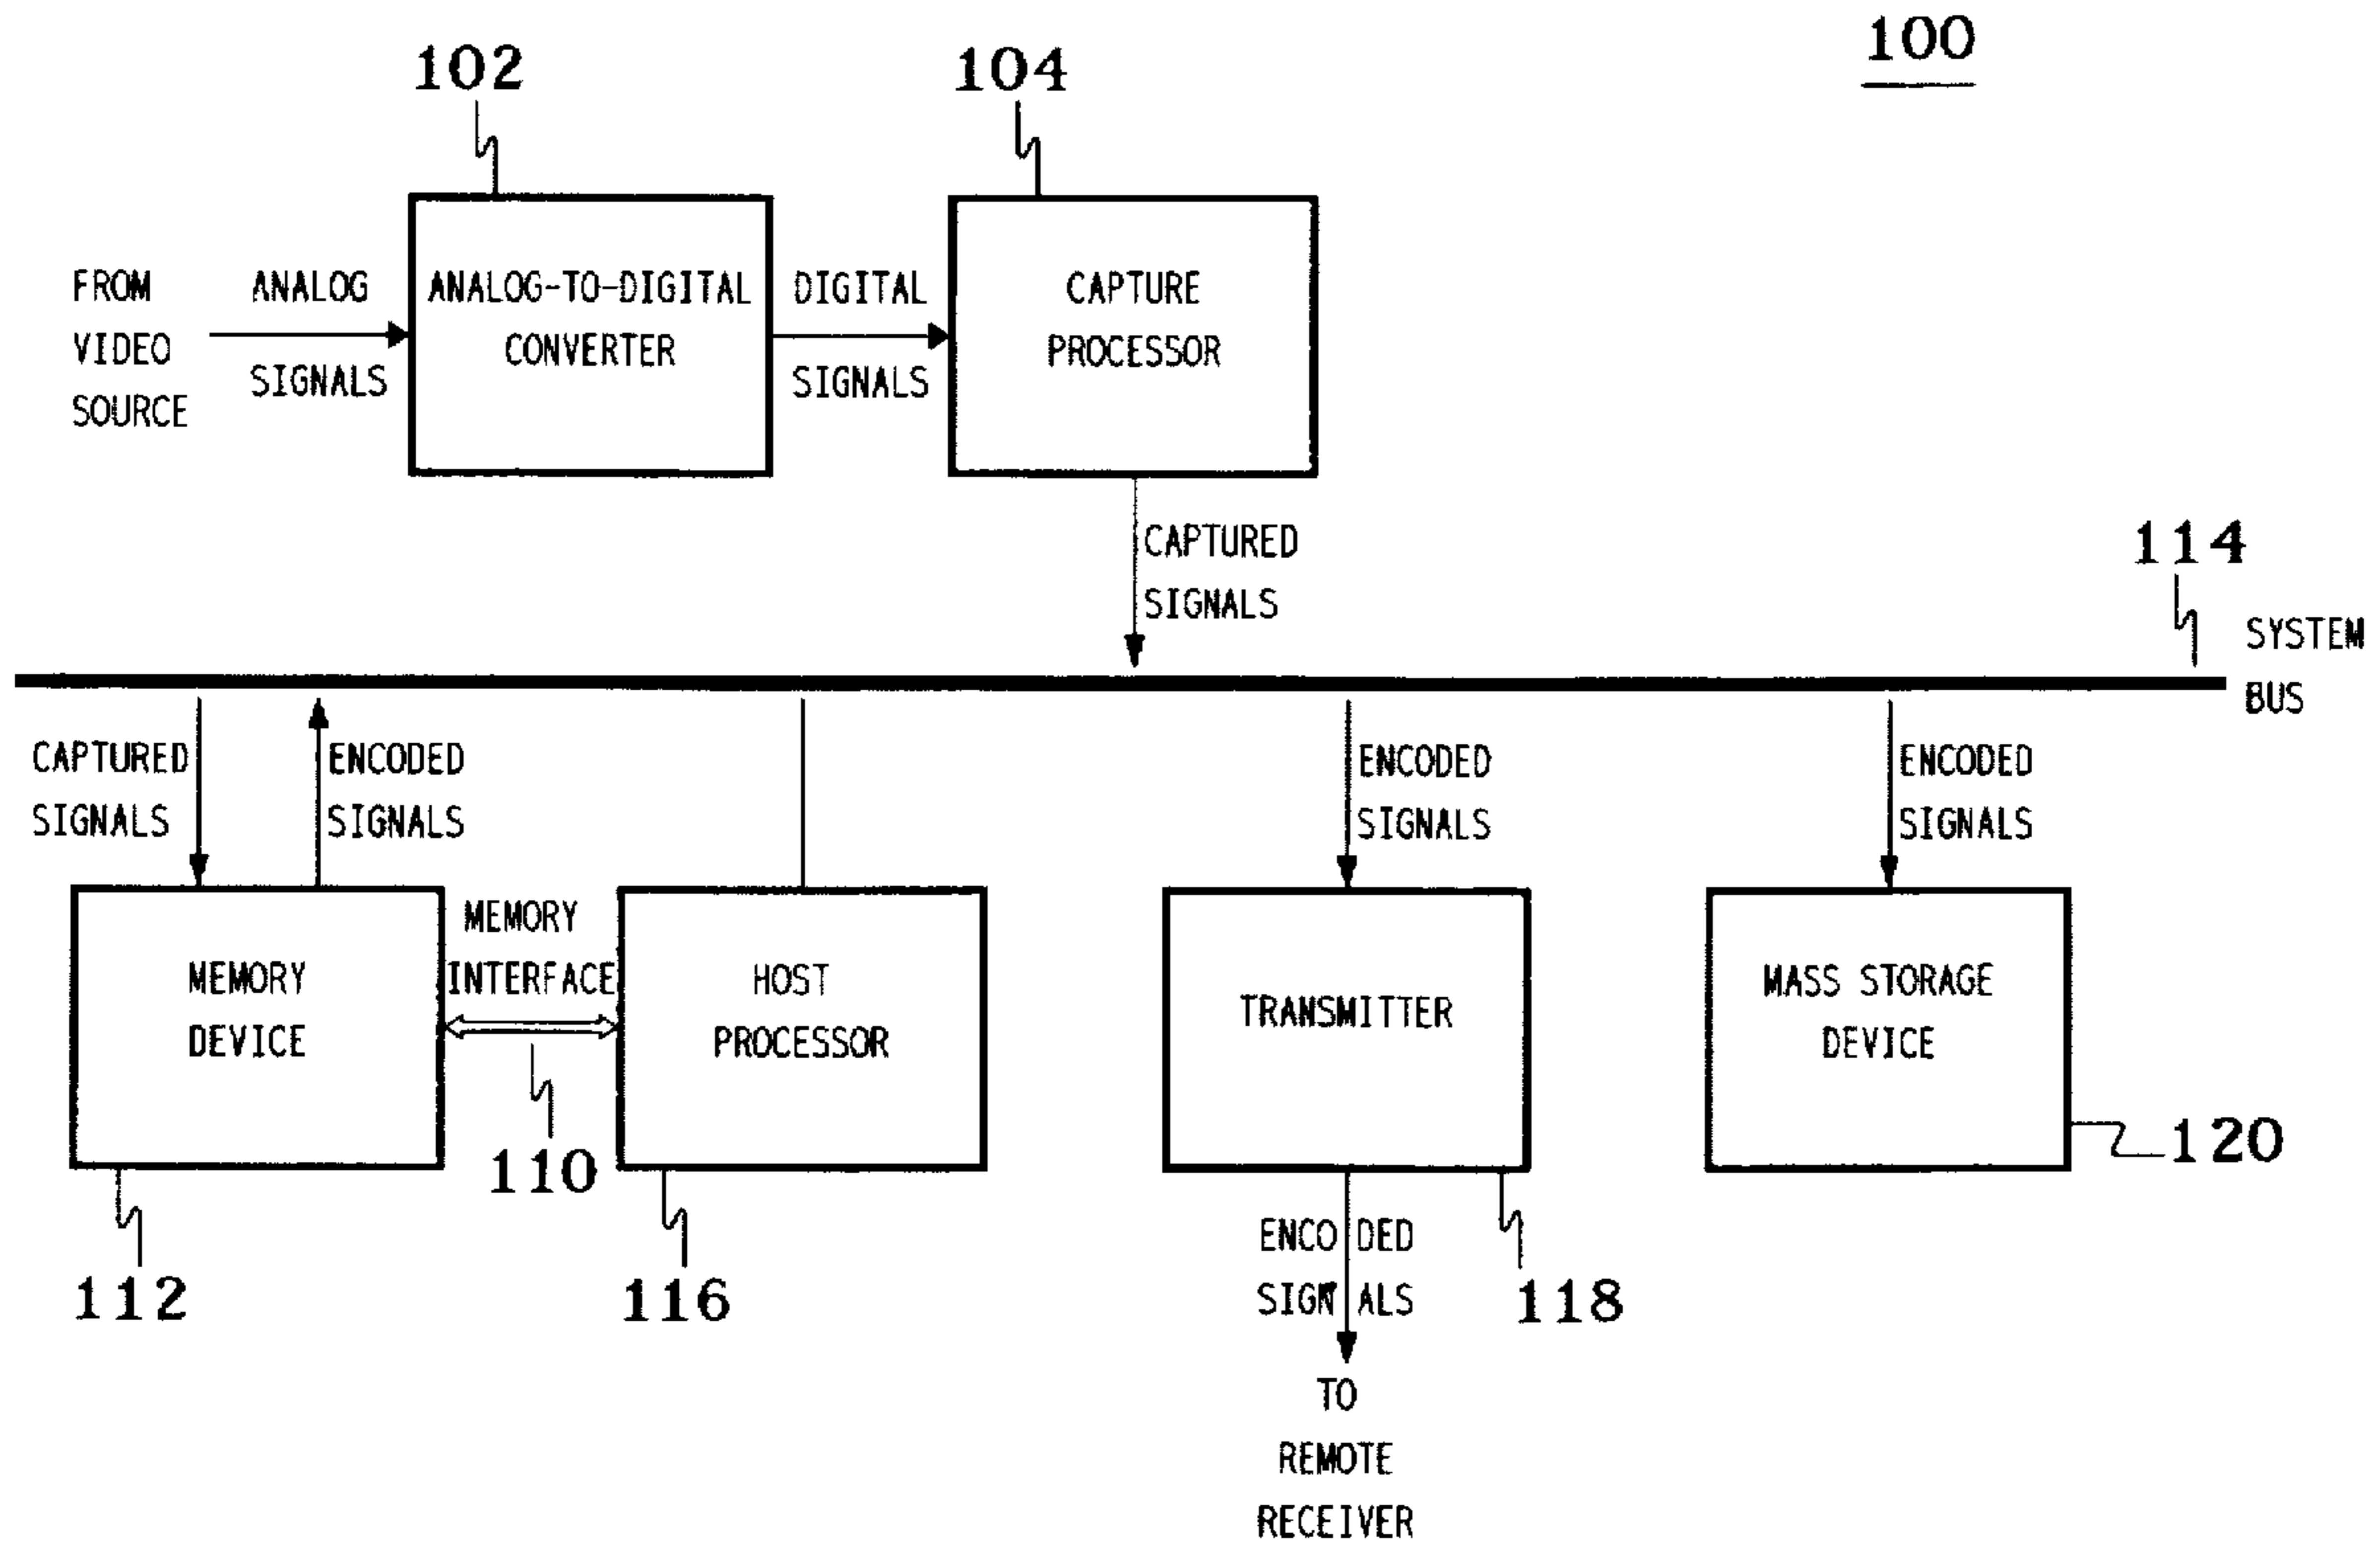 100
102
104
FROM
VIDEO
SOURCE
ANALOG
SIGNALS
ANALOG-TO-DIGITAL
CONVERTER
DIGITAL
SIGNALS
CAPTURE
PROCESSOR
CAPTURED
SIGNALS
114
SYSTEM
BUS
CAPTURED
SIGNALS
ENCODED
SIGNALS
ENCODED
SIGNALS
ENCODED
SIGNALS
MEMORY
DEVICE
MEMORY
INTERFACE
HOST
PROCESSOR
TRANSMITTER
MASS STORAGE
DEVICE
110
120
112
116
118
ENCODED
SIGNALS
TO
REMOTE
RECEIVER